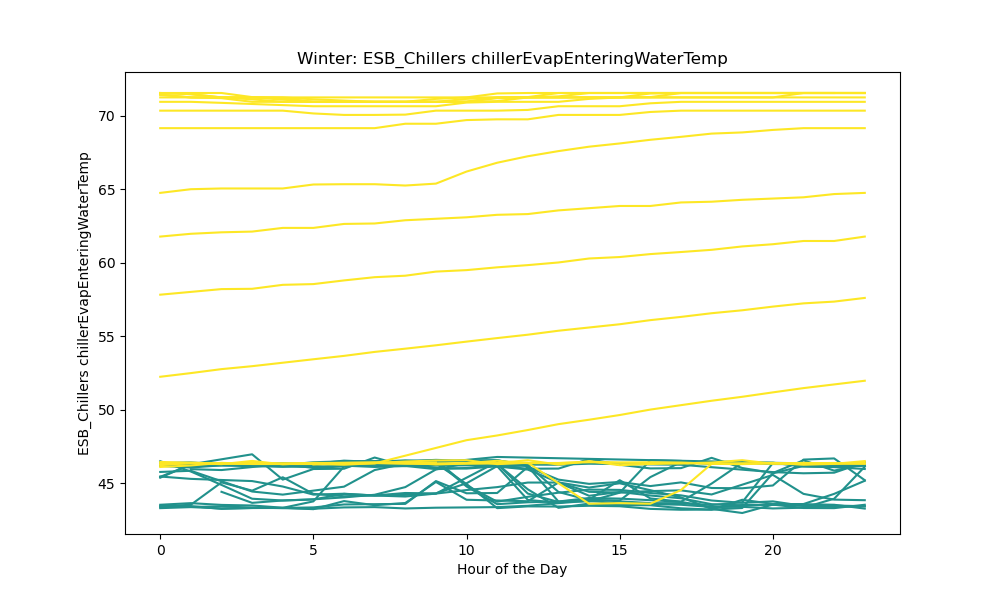 Winter: ESB_Chillers chillerEvapEnteringWaterTemp
ESB_Chillers chillerEvapEnteringWaterTemp
70
65
60
55
50
45
0 5 10 15 20
Hour of the Day